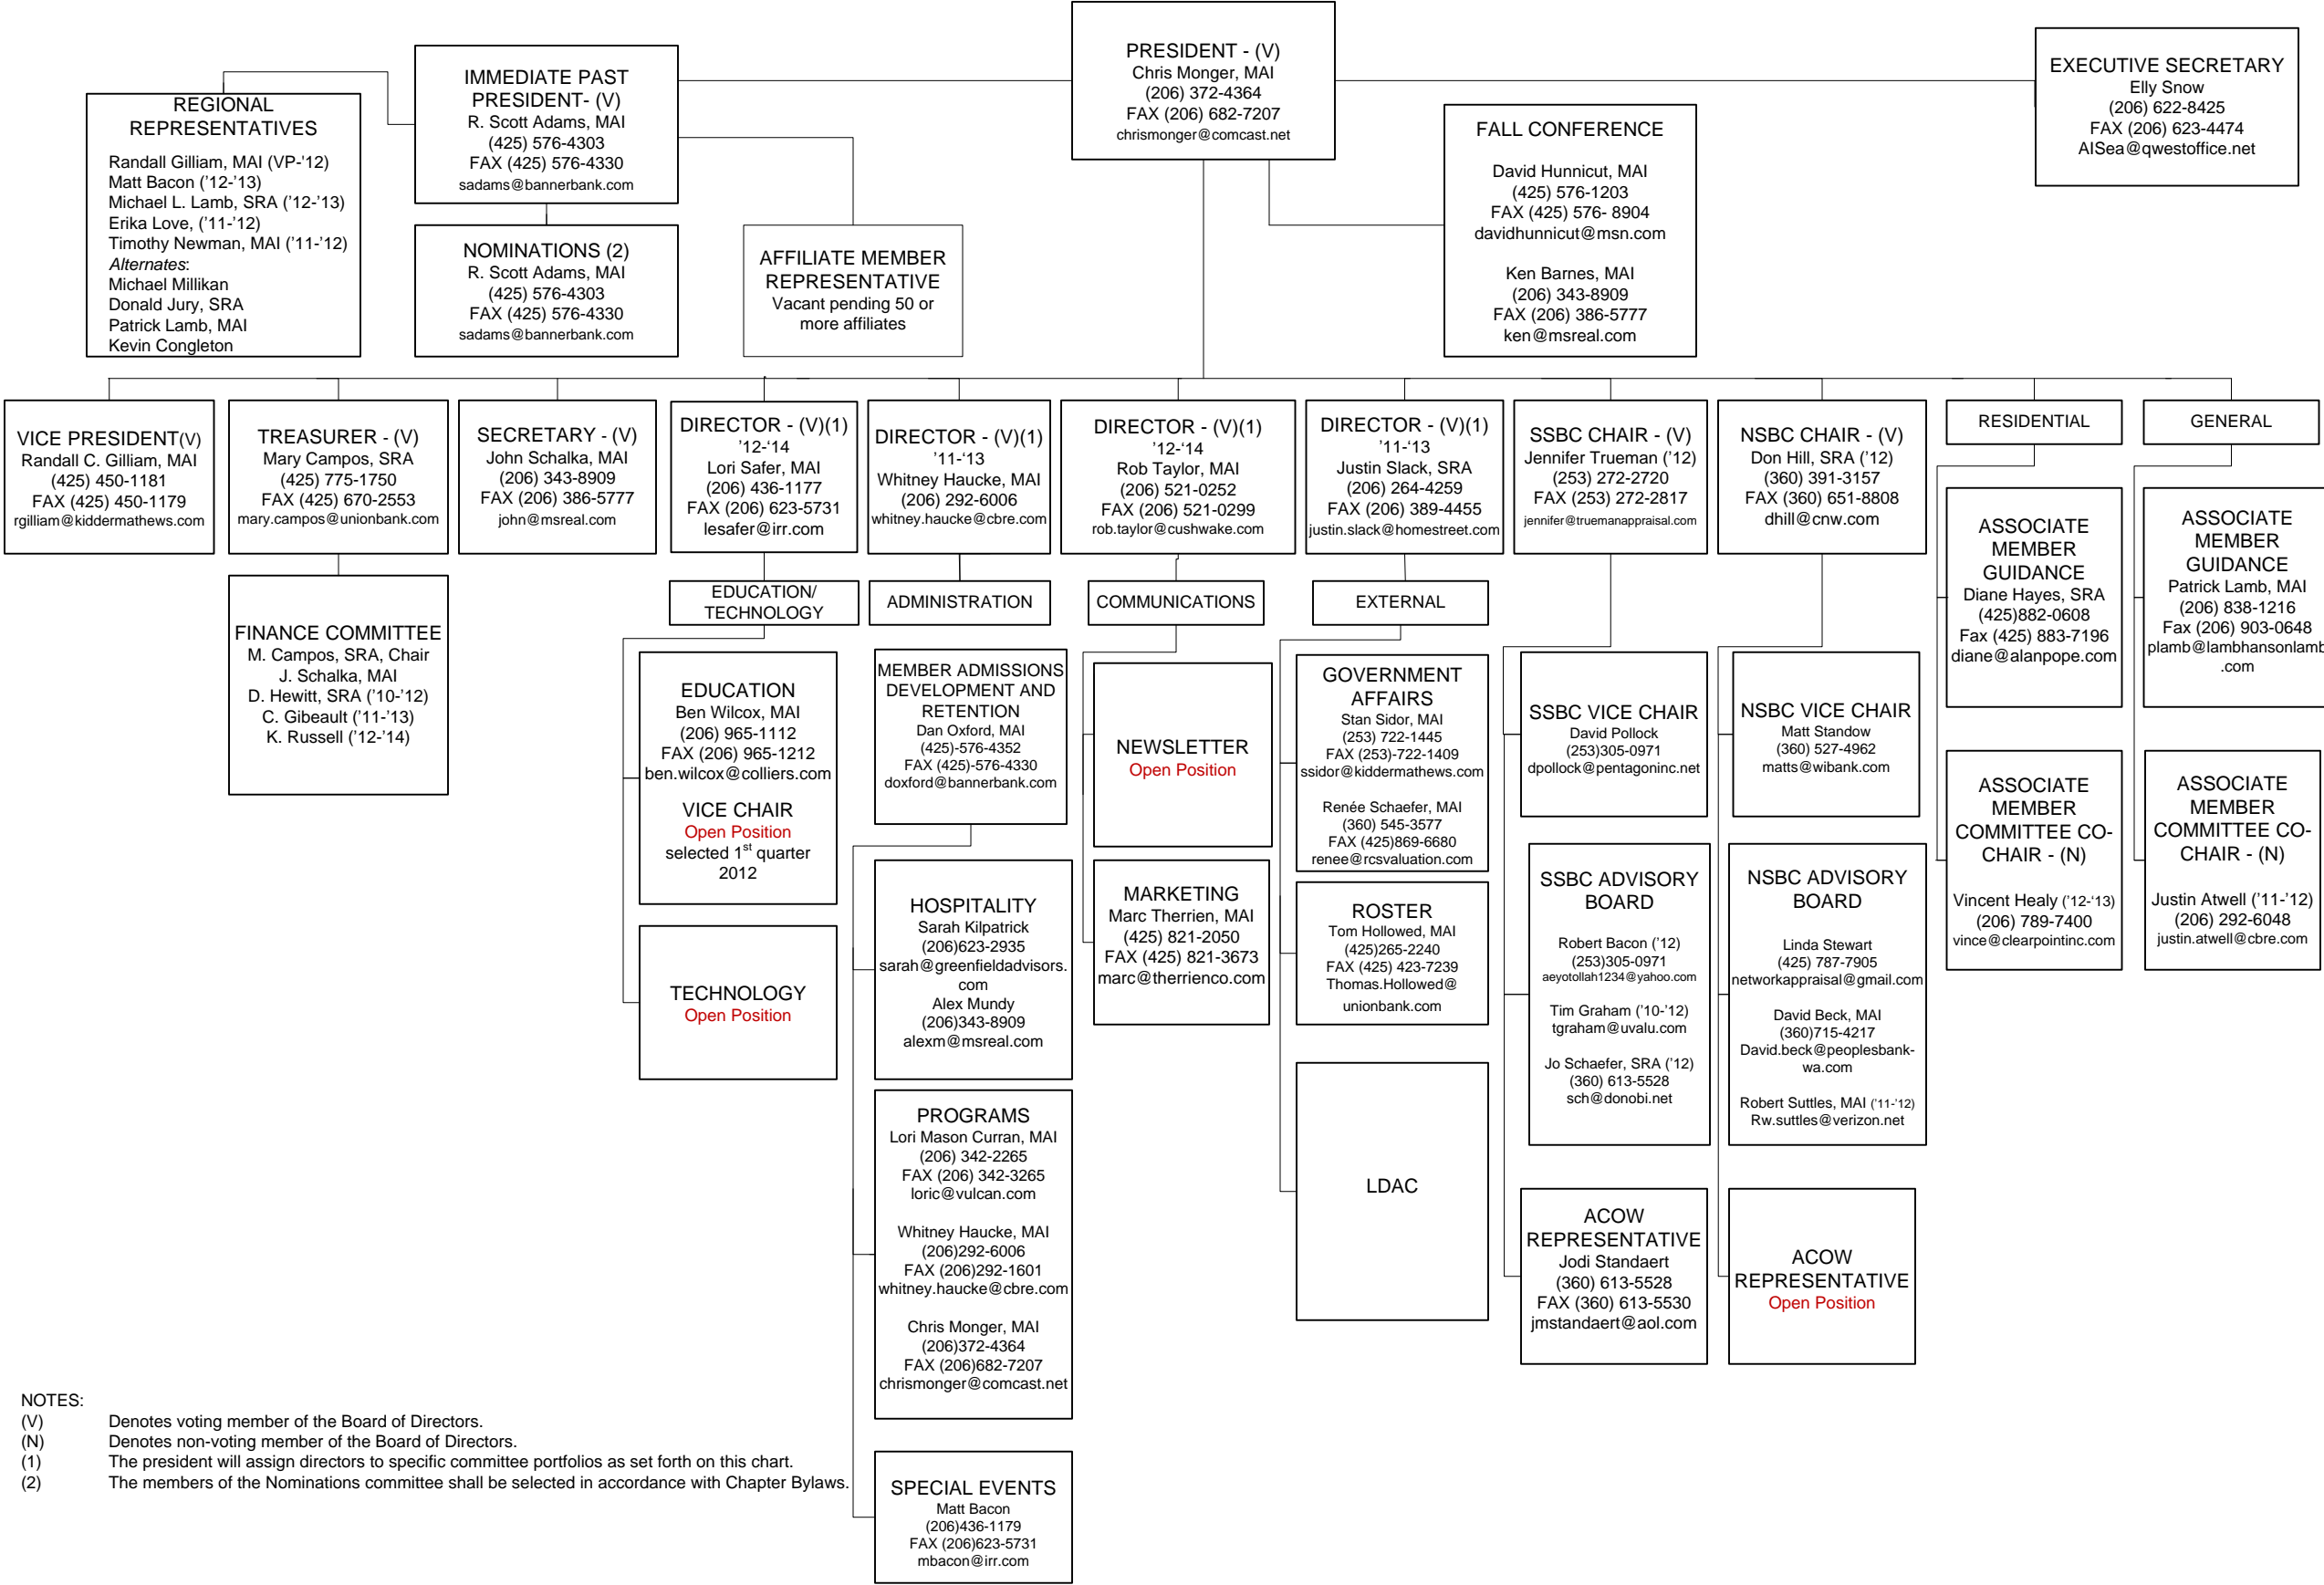 PRESIDENT - (V)
Chris Monger, MAI
(206) 372-4364
FAX (206) 682-7207
chrismonger@comcast.net
EXECUTIVE SECRETARY
Elly Snow
(206) 622-8425
FAX (206) 623-4474
AISea@qwestoffice.net
IMMEDIATE PAST
PRESIDENT- (V)
R. Scott Adams, MAI
(425) 576-4303
FAX (425) 576-4330
sadams@bannerbank.com
REGIONAL
REPRESENTATIVES
Randall Gilliam, MAI (VP-'12)
Matt Bacon ('12-'13)
Michael L. Lamb, SRA ('12-'13)
Erika Love, ('11-'12)
Timothy Newman, MAI ('11-'12)
Alternates:
Michael Millikan
Donald Jury, SRA
Patrick Lamb, MAI
Kevin Congleton
NOMINATIONS (2)
R. Scott Adams, MAI
(425) 576-4303
FAX (425) 576-4330
sadams@bannerbank.com
AFFILIATE MEMBER
REPRESENTATIVE
Vacant pending 50 or
more affiliates
FALL CONFERENCE
David Hunnicut, MAI
(425) 576-1203
FAX (425) 576- 8904
davidhunnicut@msn.com
Ken Barnes, MAI
(206) 343-8909
FAX (206) 386-5777
ken@msreal.com
VICE PRESIDENT(V)
Randall C. Gilliam, MAI
(425) 450-1181
FAX (425) 450-1179
rgilliam@kiddermathews.com
TREASURER - (V)
Mary Campos, SRA
(425) 775-1750
FAX (425) 670-2553
mary.campos@unionbank.com
SECRETARY - (V)
John Schalka, MAI
(206) 343-8909
FAX (206) 386-5777
john@msreal.com
DIRECTOR - (V)(1)
'12-'14
Lori Safer, MAI
(206) 436-1177
FAX (206) 623-5731
lesafer@irr.com
DIRECTOR - (V)(1)
'11-'13
Whitney Haucke, MAI
(206) 292-6006
whitney.haucke@cbre.com
DIRECTOR - (V)(1)
'12-'14
Rob Taylor, MAI
(206) 521-0252
FAX (206) 521-0299
rob.taylor@cushwake.com
DIRECTOR - (V)(1)
'11-'13
Justin Slack, SRA
(206) 264-4259
FAX (206) 389-4455
justin.slack@homestreet.com
SSBC CHAIR - (V)
Jennifer Trueman ('12)
(253) 272-2720
FAX (253) 272-2817
jennifer@truemanappraisal.com
NSBC CHAIR - (V)
Don Hill, SRA ('12)
(360) 391-3157
FAX (360) 651-8808
dhill@cnw.com
RESIDENTIAL
GENERAL
FINANCE COMMITTEE
M. Campos, SRA, Chair
J. Schalka, MAI
D. Hewitt, SRA ('10-'12)
C. Gibeault ('11-'13)
K. Russell ('12-'14)
EDUCATION/
TECHNOLOGY
ADMINISTRATION
COMMUNICATIONS
EXTERNAL
EDUCATION
Ben Wilcox, MAI
(206) 965-1112
FAX (206) 965-1212
ben.wilcox@colliers.com
VICE CHAIR
Open Position
selected 1st quarter
2012
TECHNOLOGY
Open Position
MEMBER ADMISSIONS
DEVELOPMENT AND
RETENTION
Dan Oxford, MAI
(425)-576-4352
FAX (425)-576-4330
doxford@bannerbank.com
HOSPITALITY
Sarah Kilpatrick
(206)623-2935
sarah@greenfieldadvisors.
com
Alex Mundy
(206)343-8909
alexm@msreal.com
PROGRAMS
Lori Mason Curran, MAI
(206) 342-2265
FAX (206) 342-3265
loric@vulcan.com
Whitney Haucke, MAI
(206)292-6006
FAX (206)292-1601
whitney.haucke@cbre.com
Chris Monger, MAI
(206)372-4364
FAX (206)682-7207
chrismonger@comcast.net
SPECIAL EVENTS
Matt Bacon
(206)436-1179
FAX (206)623-5731
mbacon@irr.com
NEWSLETTER
Open Position
MARKETING
Marc Therrien, MAI
(425) 821-2050
FAX (425) 821-3673
marc@therrienco.com
GOVERNMENT
AFFAIRS
Stan Sidor, MAI
(253) 722-1445
FAX (253)-722-1409
ssidor@kiddermathews.com
Renée Schaefer, MAI
(360) 545-3577
FAX (425)869-6680
renee@rcsvaluation.com
ROSTER
Tom Hollowed, MAI
(425)265-2240
FAX (425) 423-7239
Thomas.Hollowed@
unionbank.com
LDAC
SSBC VICE CHAIR
David Pollock
(253)305-0971
dpollock@pentagoninc.net
SSBC ADVISORY
BOARD
Robert Bacon ('12)
(253)305-0971
aeyotollah1234@yahoo.com
Tim Graham ('10-'12)
tgraham@uvalu.com
Jo Schaefer, SRA ('12)
(360) 613-5528
sch@donobi.net
ACOW
REPRESENTATIVE
Jodi Standaert
(360) 613-5528
FAX (360) 613-5530
jmstandaert@aol.com
NSBC VICE CHAIR
Matt Standow
(360) 527-4962
matts@wibank.com
NSBC ADVISORY
BOARD
Linda Stewart
(425) 787-7905
networkappraisal@gmail.com
David Beck, MAI
(360)715-4217
David.beck@peoplesbank-
wa.com
Robert Suttles, MAI ('11-'12)
Rw.suttles@verizon.net
ACOW
REPRESENTATIVE
Open Position
ASSOCIATE
MEMBER
GUIDANCE
Diane Hayes, SRA
(425)882-0608
Fax (425) 883-7196
diane@alanpope.com
ASSOCIATE
MEMBER
COMMITTEE CO-
CHAIR - (N)
Vincent Healy ('12-'13)
(206) 789-7400
vince@clearpointinc.com
ASSOCIATE
MEMBER
GUIDANCE
Patrick Lamb, MAI
(206) 838-1216
Fax (206) 903-0648
plamb@lambhansonlamb
.com
ASSOCIATE
MEMBER
COMMITTEE CO-
CHAIR - (N)
Justin Atwell ('11-'12)
(206) 292-6048
justin.atwell@cbre.com
NOTES:
(V) Denotes voting member of the Board of Directors.
(N) Denotes non-voting member of the Board of Directors.
(1) The president will assign directors to specific committee portfolios as set forth on this chart.
(2) The members of the Nominations committee shall be selected in accordance with Chapter Bylaws.